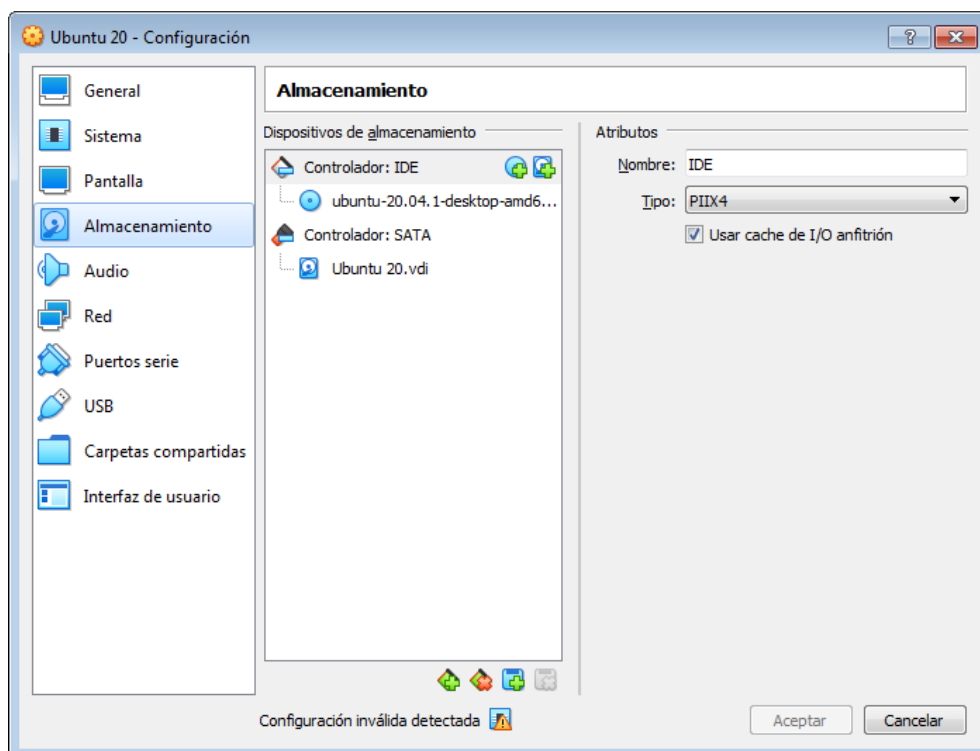 Ubuntu 20 - Configuración
General
Sistema
Pantalla
Almacenamiento
Audio
Red
Puertos serie
USB
Carpetas compartidas
Interfaz de usuario
Almacenamiento
Dispositivos de almacenamiento
Controlador: IDE
ubuntu-20.04.1-desktop-amd6...
Controlador: SATA
Ubuntu 20.vdi
Atributos
Nombre: IDE
Tipo: PIIX4
Usar cache de I/O anfitrión
Configuración inválida detectada
Aceptar
Cancelar